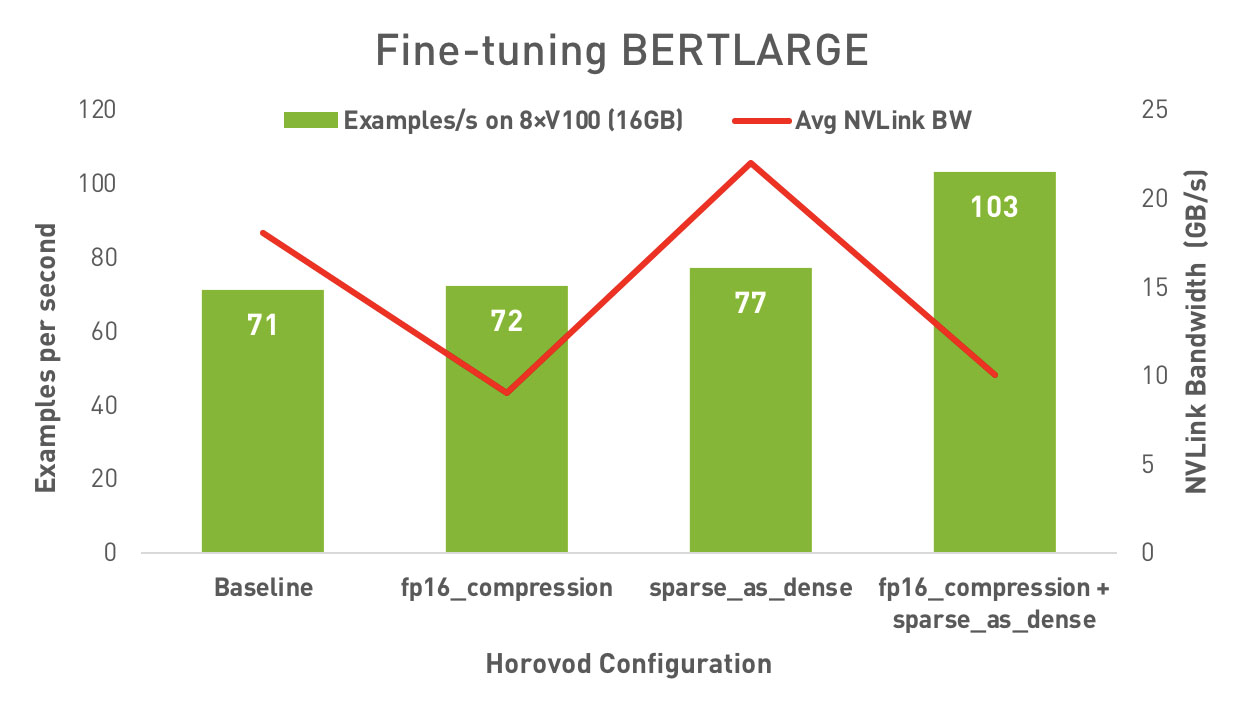 Fine-tuning BERTLARGE
Examples/s on 8×V100 (16GB)
Avg NVLink BW
Examples per second
120
100
80
60
40
20
0
71
72
77
103
25
20
15
10
5
0
NVLink Bandwidth (GB/s)
Baseline
fp16_compression
sparse_as_dense
fp16_compression +
sparse_as_dense
Horovod Configuration